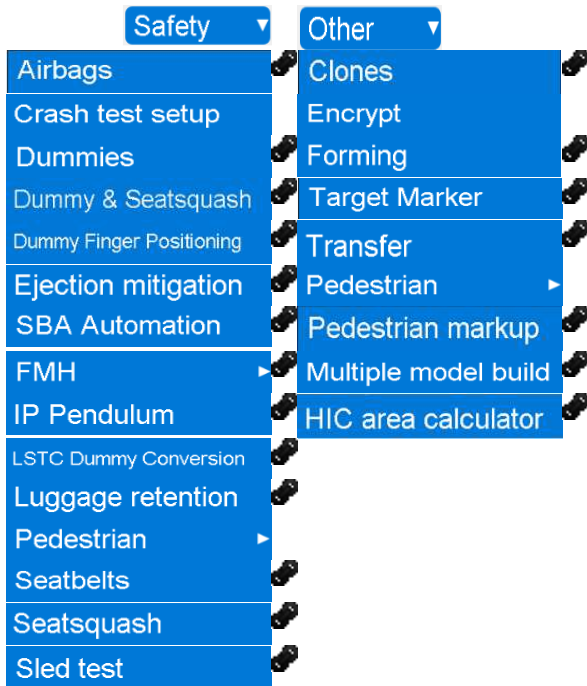 Safety
Airbags
Crash test setup
Dummies
Dummy & Seatsquash
Dummy Finger Positioning
Ejection mitigation
SBA Automation
FMH
IP Pendulum
LSTC Dummy Conversion
Luggage retention
Pedestrian
Seatbelts
Seatsquash
Sled test
Other
Clones
Encrypt
Forming
Target Marker
Transfer
Pedestrian
Pedestrian markup
Multiple model build
HIC area calculator